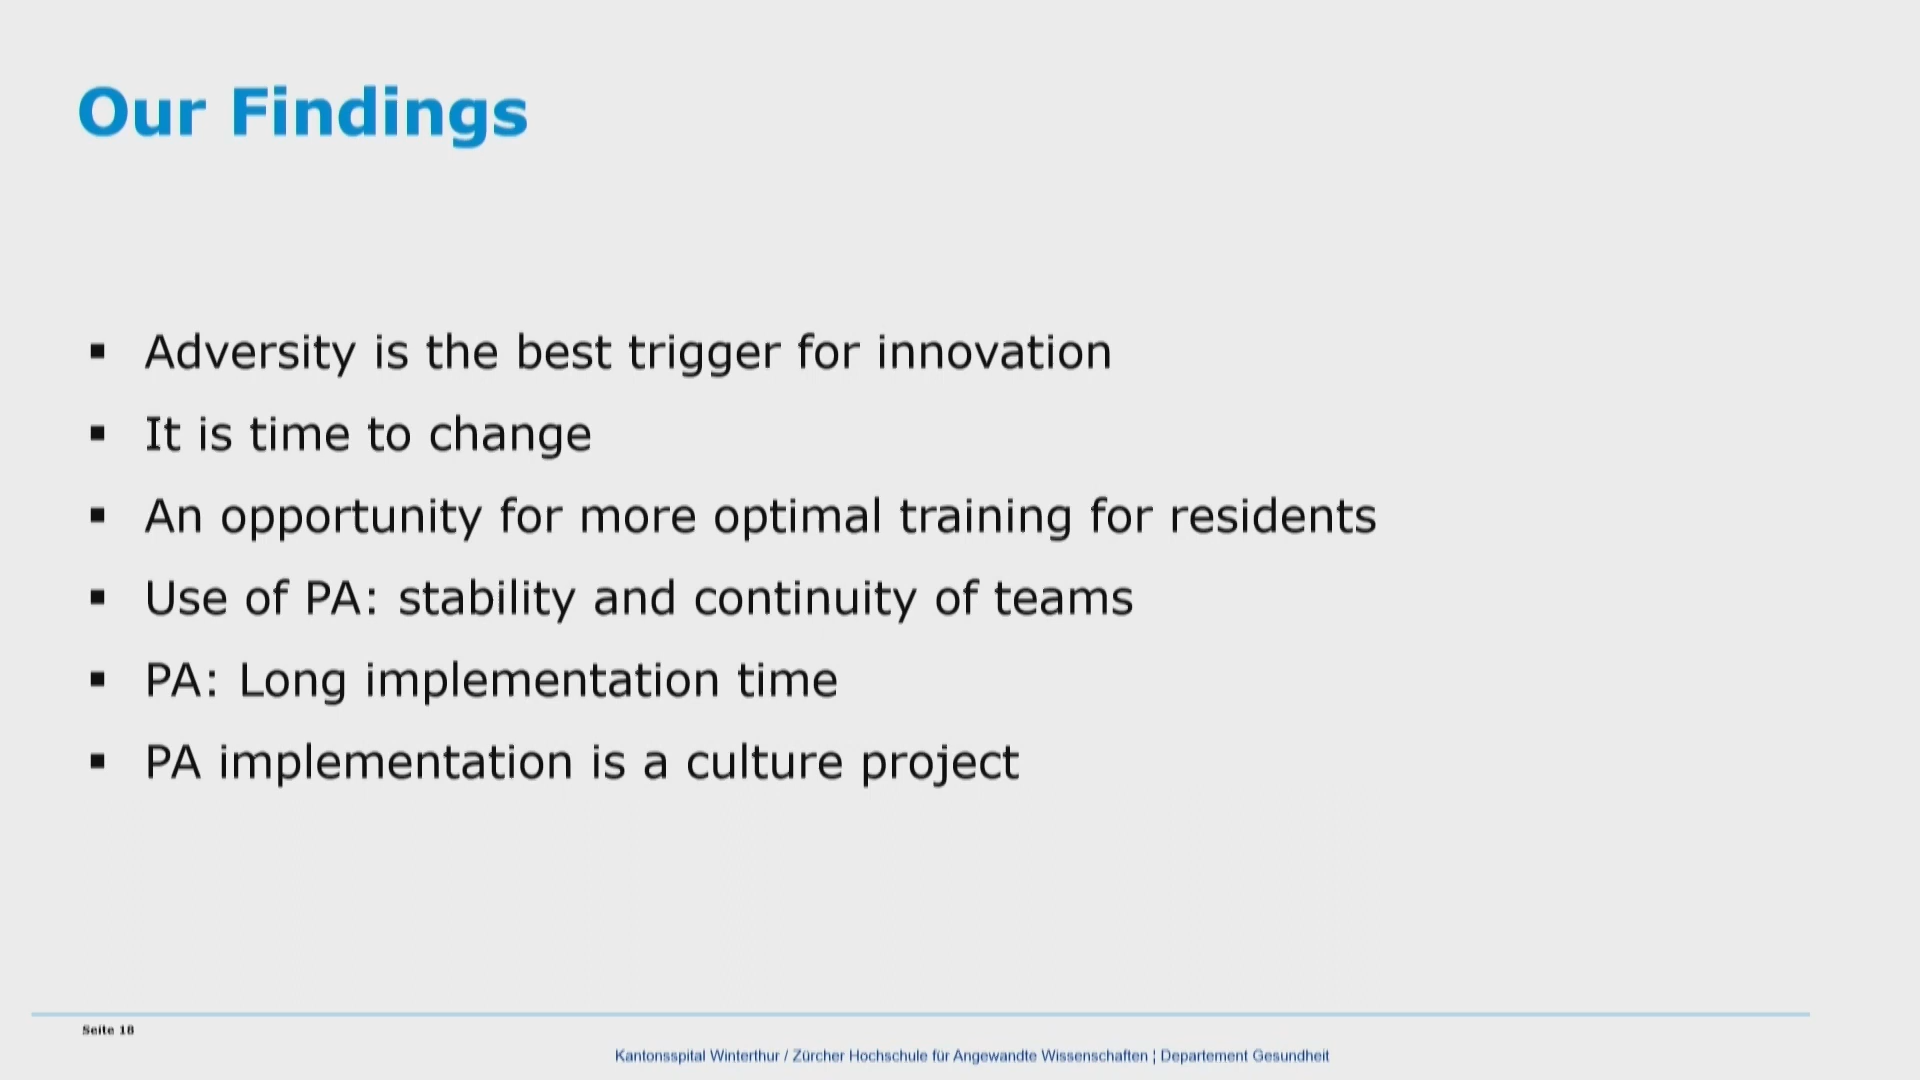 Our Findings
▪ Adversity is the best trigger for innovation
▪ It is time to change
▪ An opportunity for more optimal training for residents
▪ Use of PA: stability and continuity of teams
▪ PA: Long implementation time
▪ PA implementation is a culture project
Seite 18
Kantonsspital Winterthur / Zürcher Hochschule für Angewandte Wissenschaften ¦ Departement Gesundheit